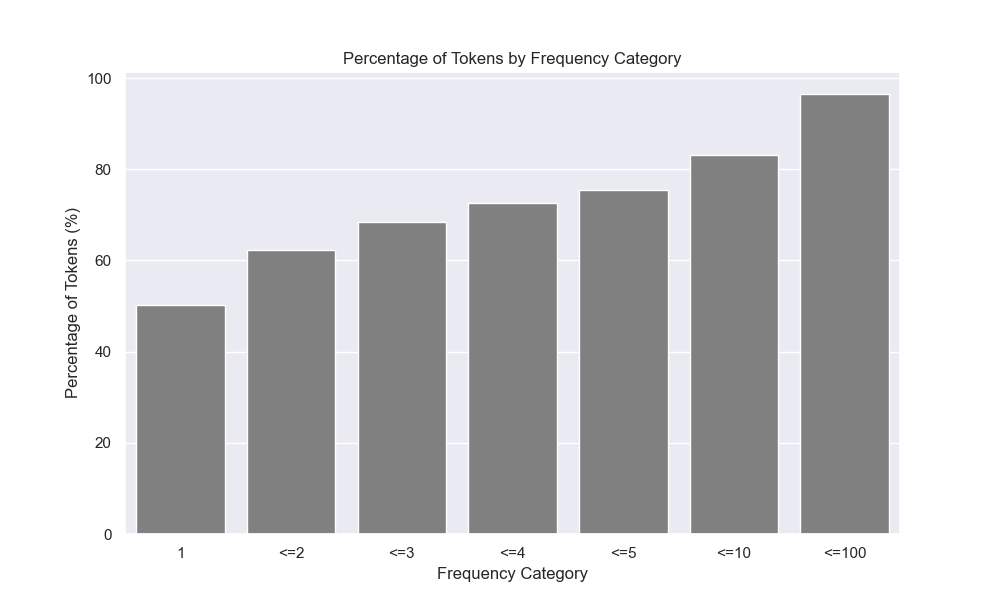 Percentage of Tokens by Frequency Category
100
80
60
40
20
0
Percentage of Tokens (%)
1 <=2 <=3 <=4 <=5 <=10 <=100
Frequency Category